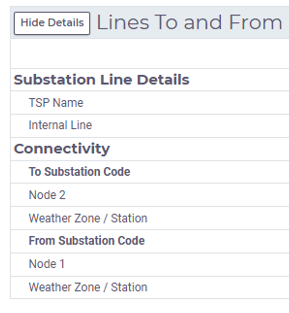 Hide Details Lines To and From
Substation Line Details
TSP Name
Internal Line
Connectivity
To Substation Code
Node 2
Weather Zone / Station
From Substation Code
Node 1
Weather Zone / Station